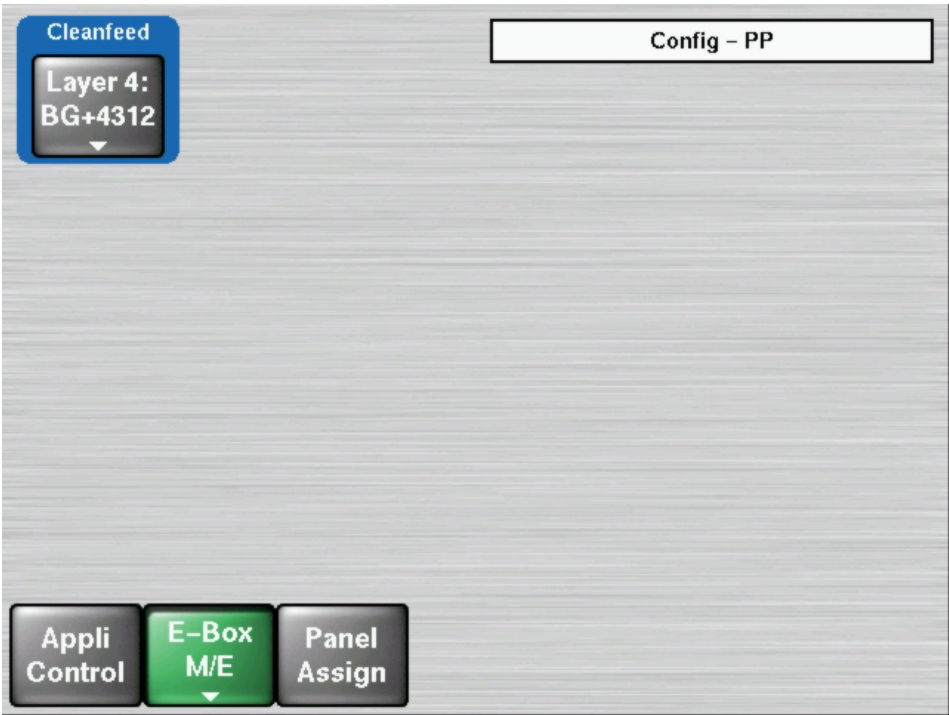 Cleanfeed
Config – PP
Layer 4:
BG+4312
Appli
Control
E–Box
M/E
Panel
Assign